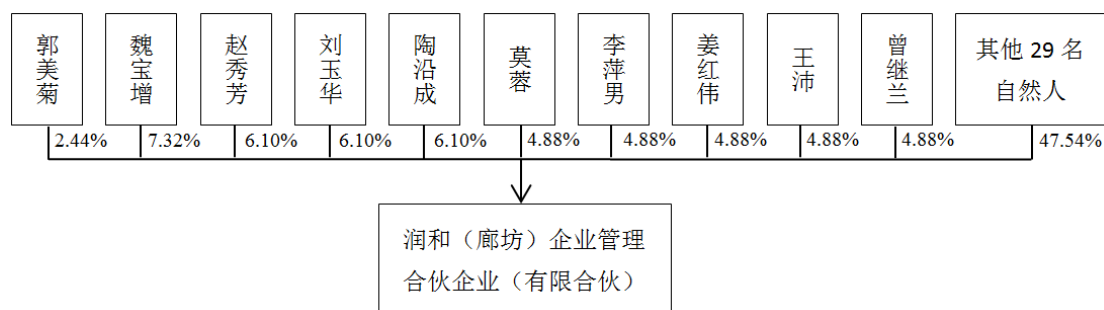 郭美菊
魏宝增
赵秀芳
刘玉华
陶沿成
莫蓉
李萍男
姜红伟
王沛
曾继兰
其他 29 名
自然人
2.44%
7.32%
6.10%
6.10%
6.10%
4.88%
4.88%
4.88%
4.88%
4.88%
47.54%
润和（廊坊）企业管理
合伙企业（有限合伙）